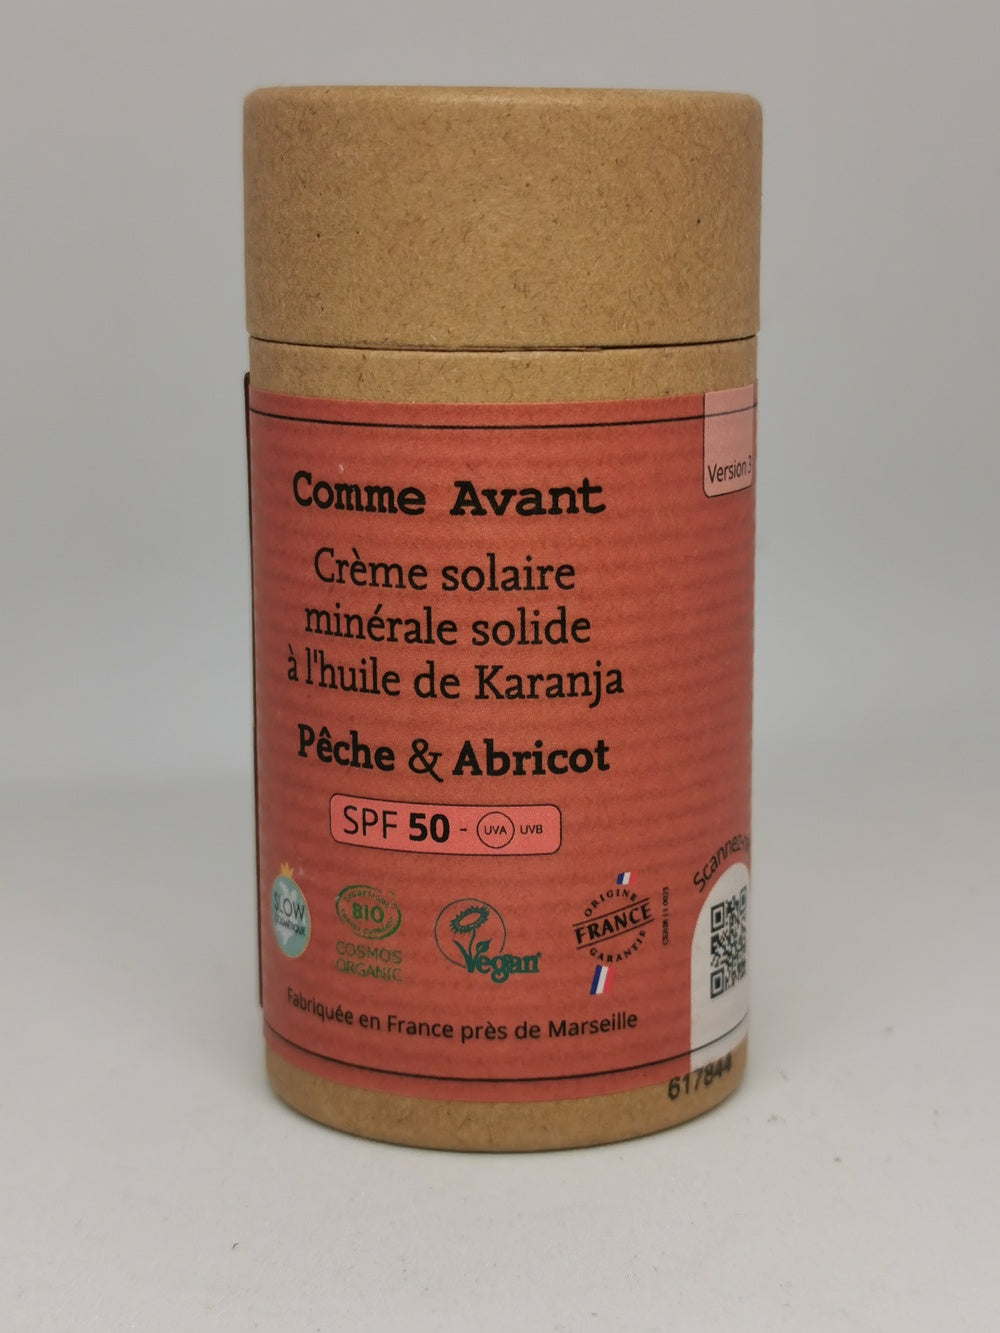 Version 3
Comme Avant
Crème solaire
minérale solide
à l'huile de Karanja
Pêche & Abricot
SPF 50 - UVA UVB
SLOW
BIO
COSMOS
ORGANIC
Vegan
ORIGINE
FRANCE
GARANTIE
Fabriquée en France près de Marseille
617844